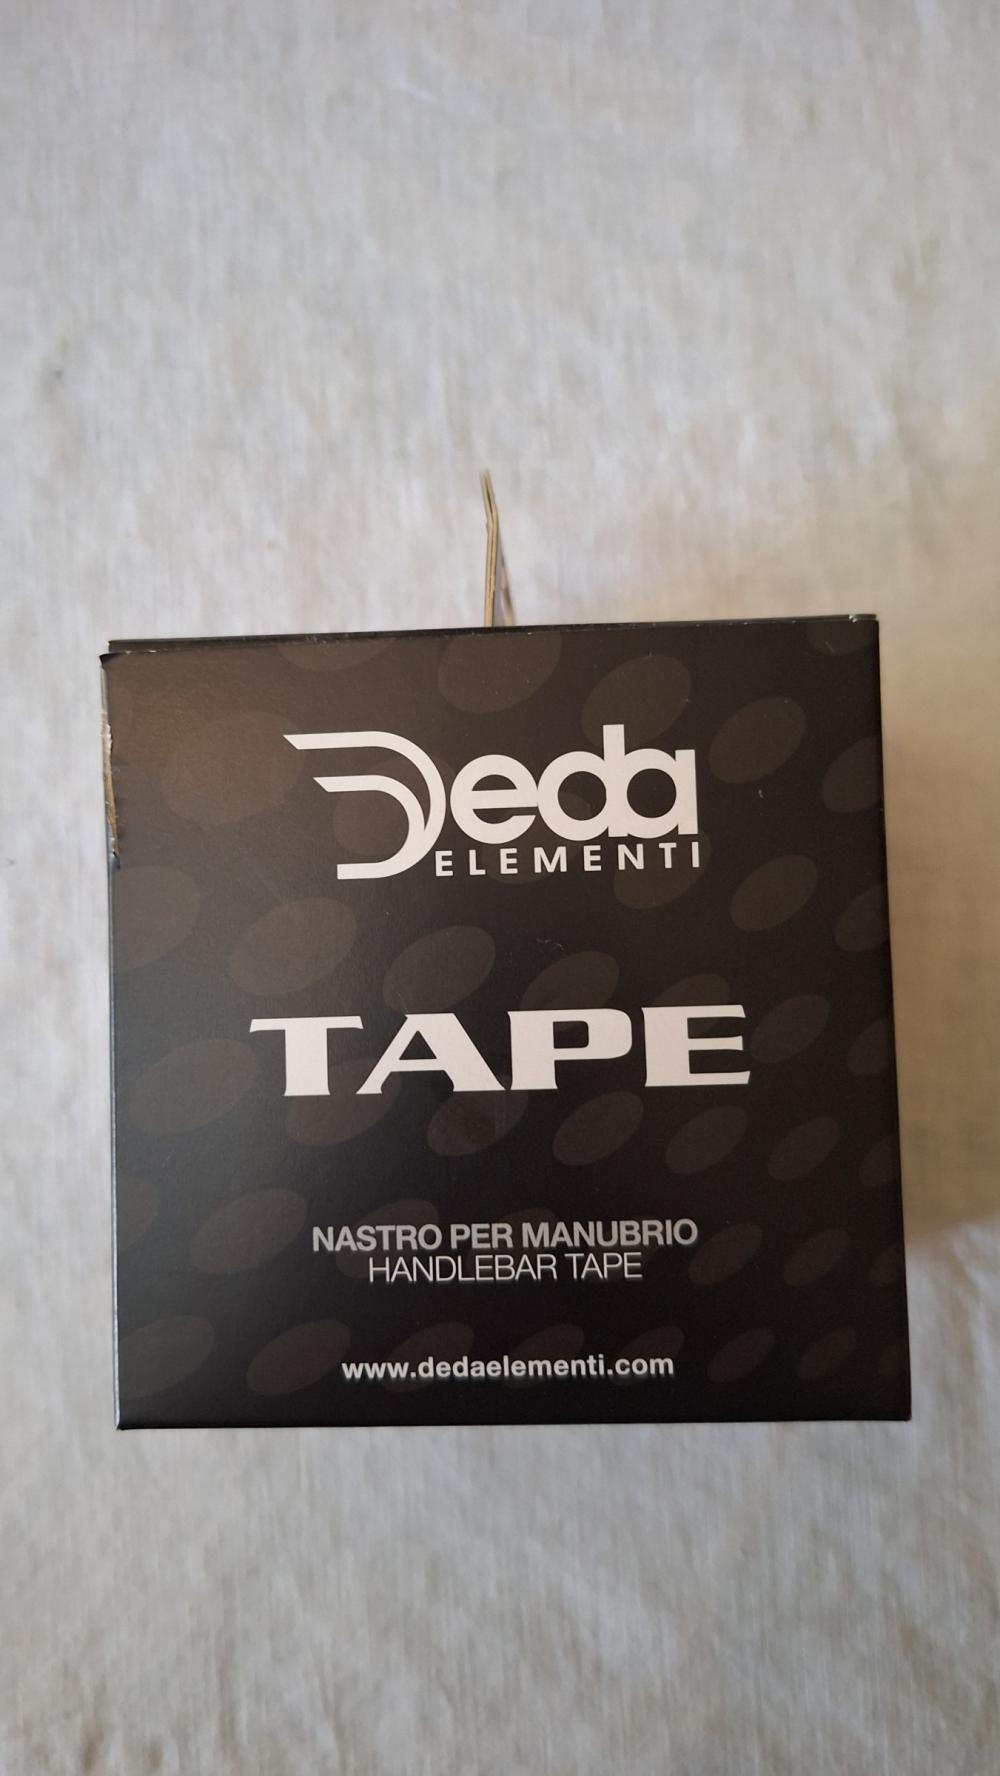 Deda
ELEMENTI
TAPE
NASTRO PER MANUBRIO
HANDLEBAR TAPE
www.dedaelementi.com